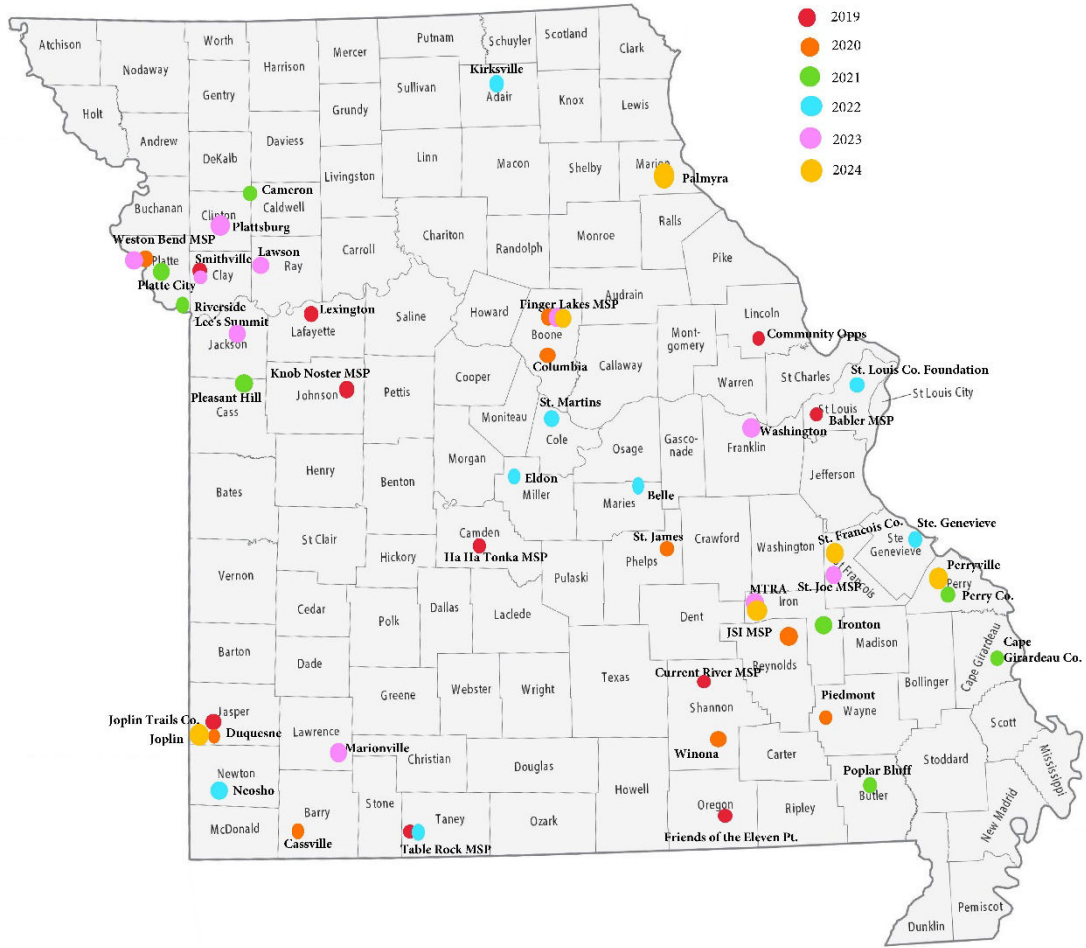 2019
2020
2021
2022
2023
2024
Atchison
Nodaway
Worth
Harrison
Mercer
Putnam
Schuyler
Scotland
Clark
Holt
Gentry
Grundy
Sullivan
Kirksville
Adair
Knox
Lewis
Andrew
DeKalb
Daviess
Livingston
Linn
Macon
Shelby
Marion
Palmyra
Buchanan
Clinton
Cameron
Caldwell
Plattsburg
Carroll
Chariton
Randolph
Monroe
Ralls
Pike
Weston Bend MSP
Platte
Platte City
Smithville
Clay
Lawson
Ray
Riverside
Lee's Summit
Jackson
Lexington
Lafayette
Saline
Howard
Finger Lakes MSP
Boone
Audrain
Columbia
Callaway
Mont-
gomery
Lincoln
Community Opps
Warren
St Charles
St. Louis Co. Foundation
St Louis City
St Louis
Babler MSP
Pleasant Hill
Cass
Knob Noster MSP
Johnson
Pettis
Cooper
Moniteau
St. Martins
Cole
Osage
Gasco-
nade
Washington
Franklin
Jefferson
Bates
Henry
Benton
Morgan
Eldon
Miller
Maries
Belle
St Clair
Hickory
Camden
Ha Ha Tonka MSP
Pulaski
St. James
Phelps
Crawford
Washington
St. Francois Co.
St Francois
St. Joe MSP
Ste. Genevieve
Ste
Genevieve
Perryville
Perry
Perry Co.
Vernon
Cedar
Polk
Dallas
Laclede
Dent
MTRA
Iron
JSI MSP
Reynolds
Ironton
Madison
Bollinger
Cape Girardeau
Cape
Girardeau Co.
Barton
Dade
Greene
Webster
Wright
Texas
Current River MSP
Shannon
Winona
Carter
Piedmont
Wayne
Scott
Stoddard
Mississippi
Joplin Trails Co.
Jasper
Joplin
Duquesne
Lawrence
Marionville
Christian
Douglas
Howell
Newton
Neosho
McDonald
Barry
Cassville
Stone
Taney
Table Rock MSP
Ozark
Oregon
Friends of the Eleven Pt.
Ripley
Poplar Bluff
Butler
New Madrid
Dunklin
Pemiscot